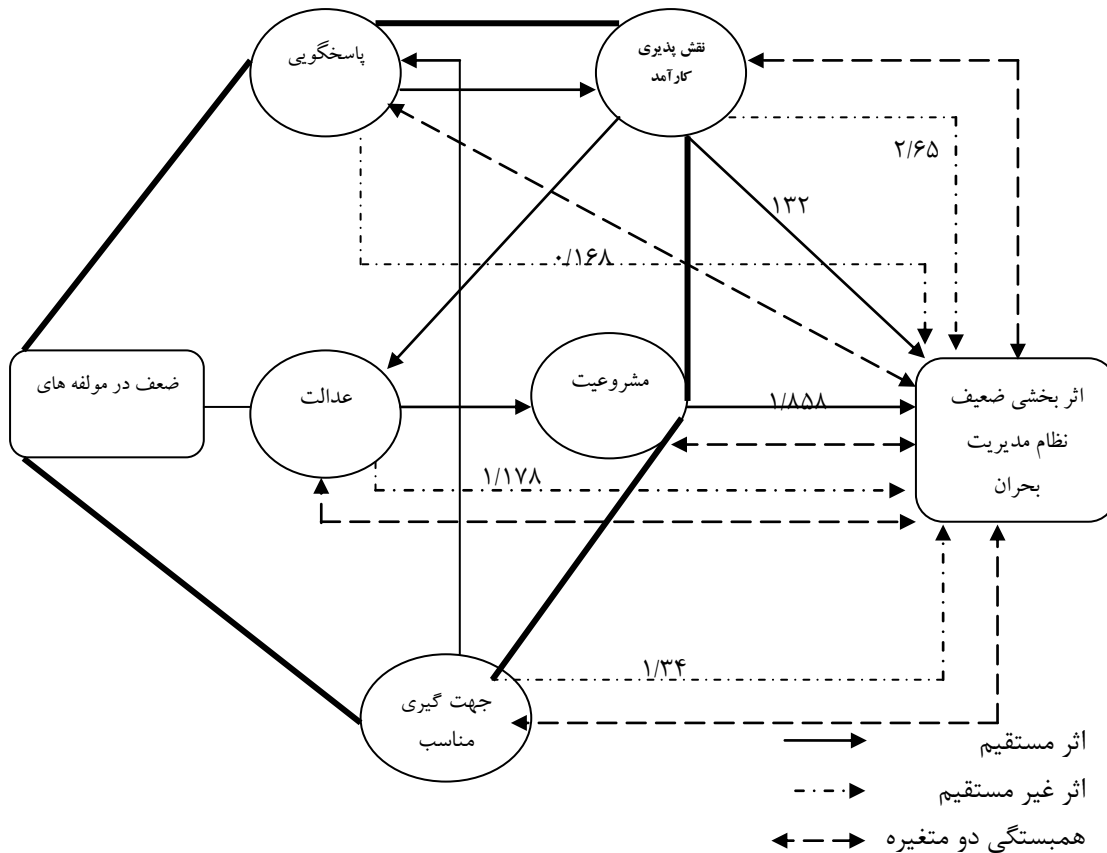 پاسخگویی
نقش پذیری
کارآمد
۲/۶۵
۱۳۲
۰/۱۶۸
ضعف در مولفه های
عدالت
مشروعیت
۱/۸۵۸
اثر بخشی ضعیف
نظام مدیریت
بحران
۱/۱۷۸
۱/۳۴
جهت گیری
مناسب
اثر مستقیم
اثر غیر مستقیم
همبستگی دو متغیره